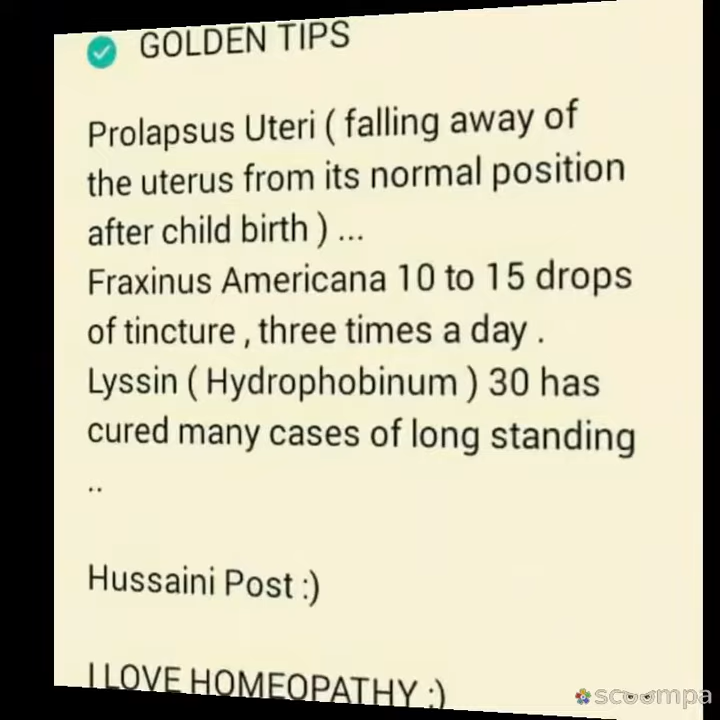 GOLDEN TIPS
Prolapsus Uteri ( falling away of
the uterus from its normal position
after child birth ) ...
Fraxinus Americana 10 to 15 drops
of tincture , three times a day .
Lyssin ( Hydrophobinum ) 30 has
cured many cases of long standing
..
Hussaini Post :)
I LOVE HOMEOPATHY :)
scoompa